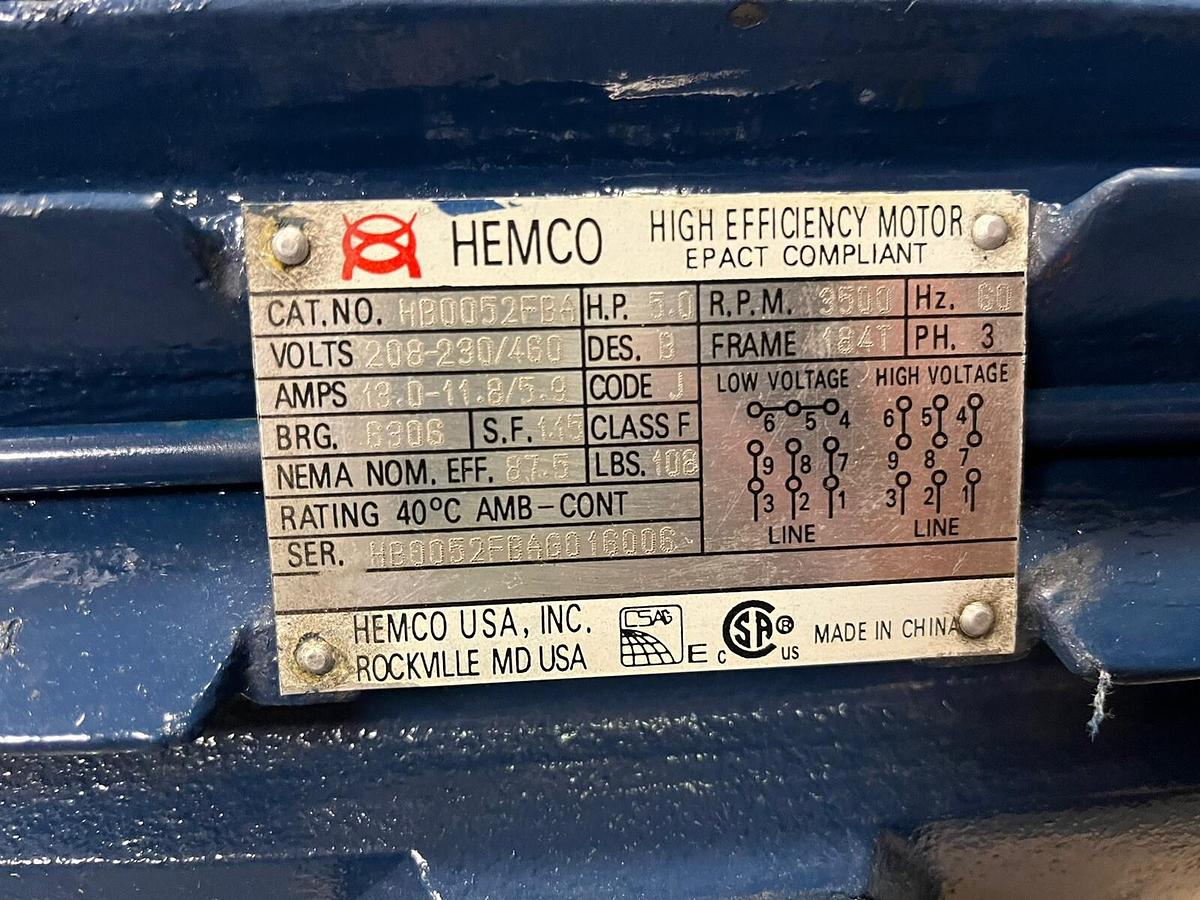 HEMCO HIGH EFFICIENCY MOTOR
EPACT COMPLIANT
CAT.NO. HB0052FBA H.P. 5.0 R.P.M. 3500 Hz. 60
VOLTS 208-230/460 DES. B FRAME 184T PH. 3
AMPS 13.0-11.8/5.9 CODE J LOW VOLTAGE HIGH VOLTAGE
6 5 4 6 5 4
BRG. 6306 S.F. 1.15 CLASS F
9 8 7 9 8 7
NEMA NOM. EFF. 87.5 LBS. 108
3 2 1 3 2 1
RATING 40°C AMB-CONT
LINE LINE
SER. HB0052FBAG016006
HEMCO USA, INC.
ROCKVILLE MD USA
CSA E C SA ® US MADE IN CHINA